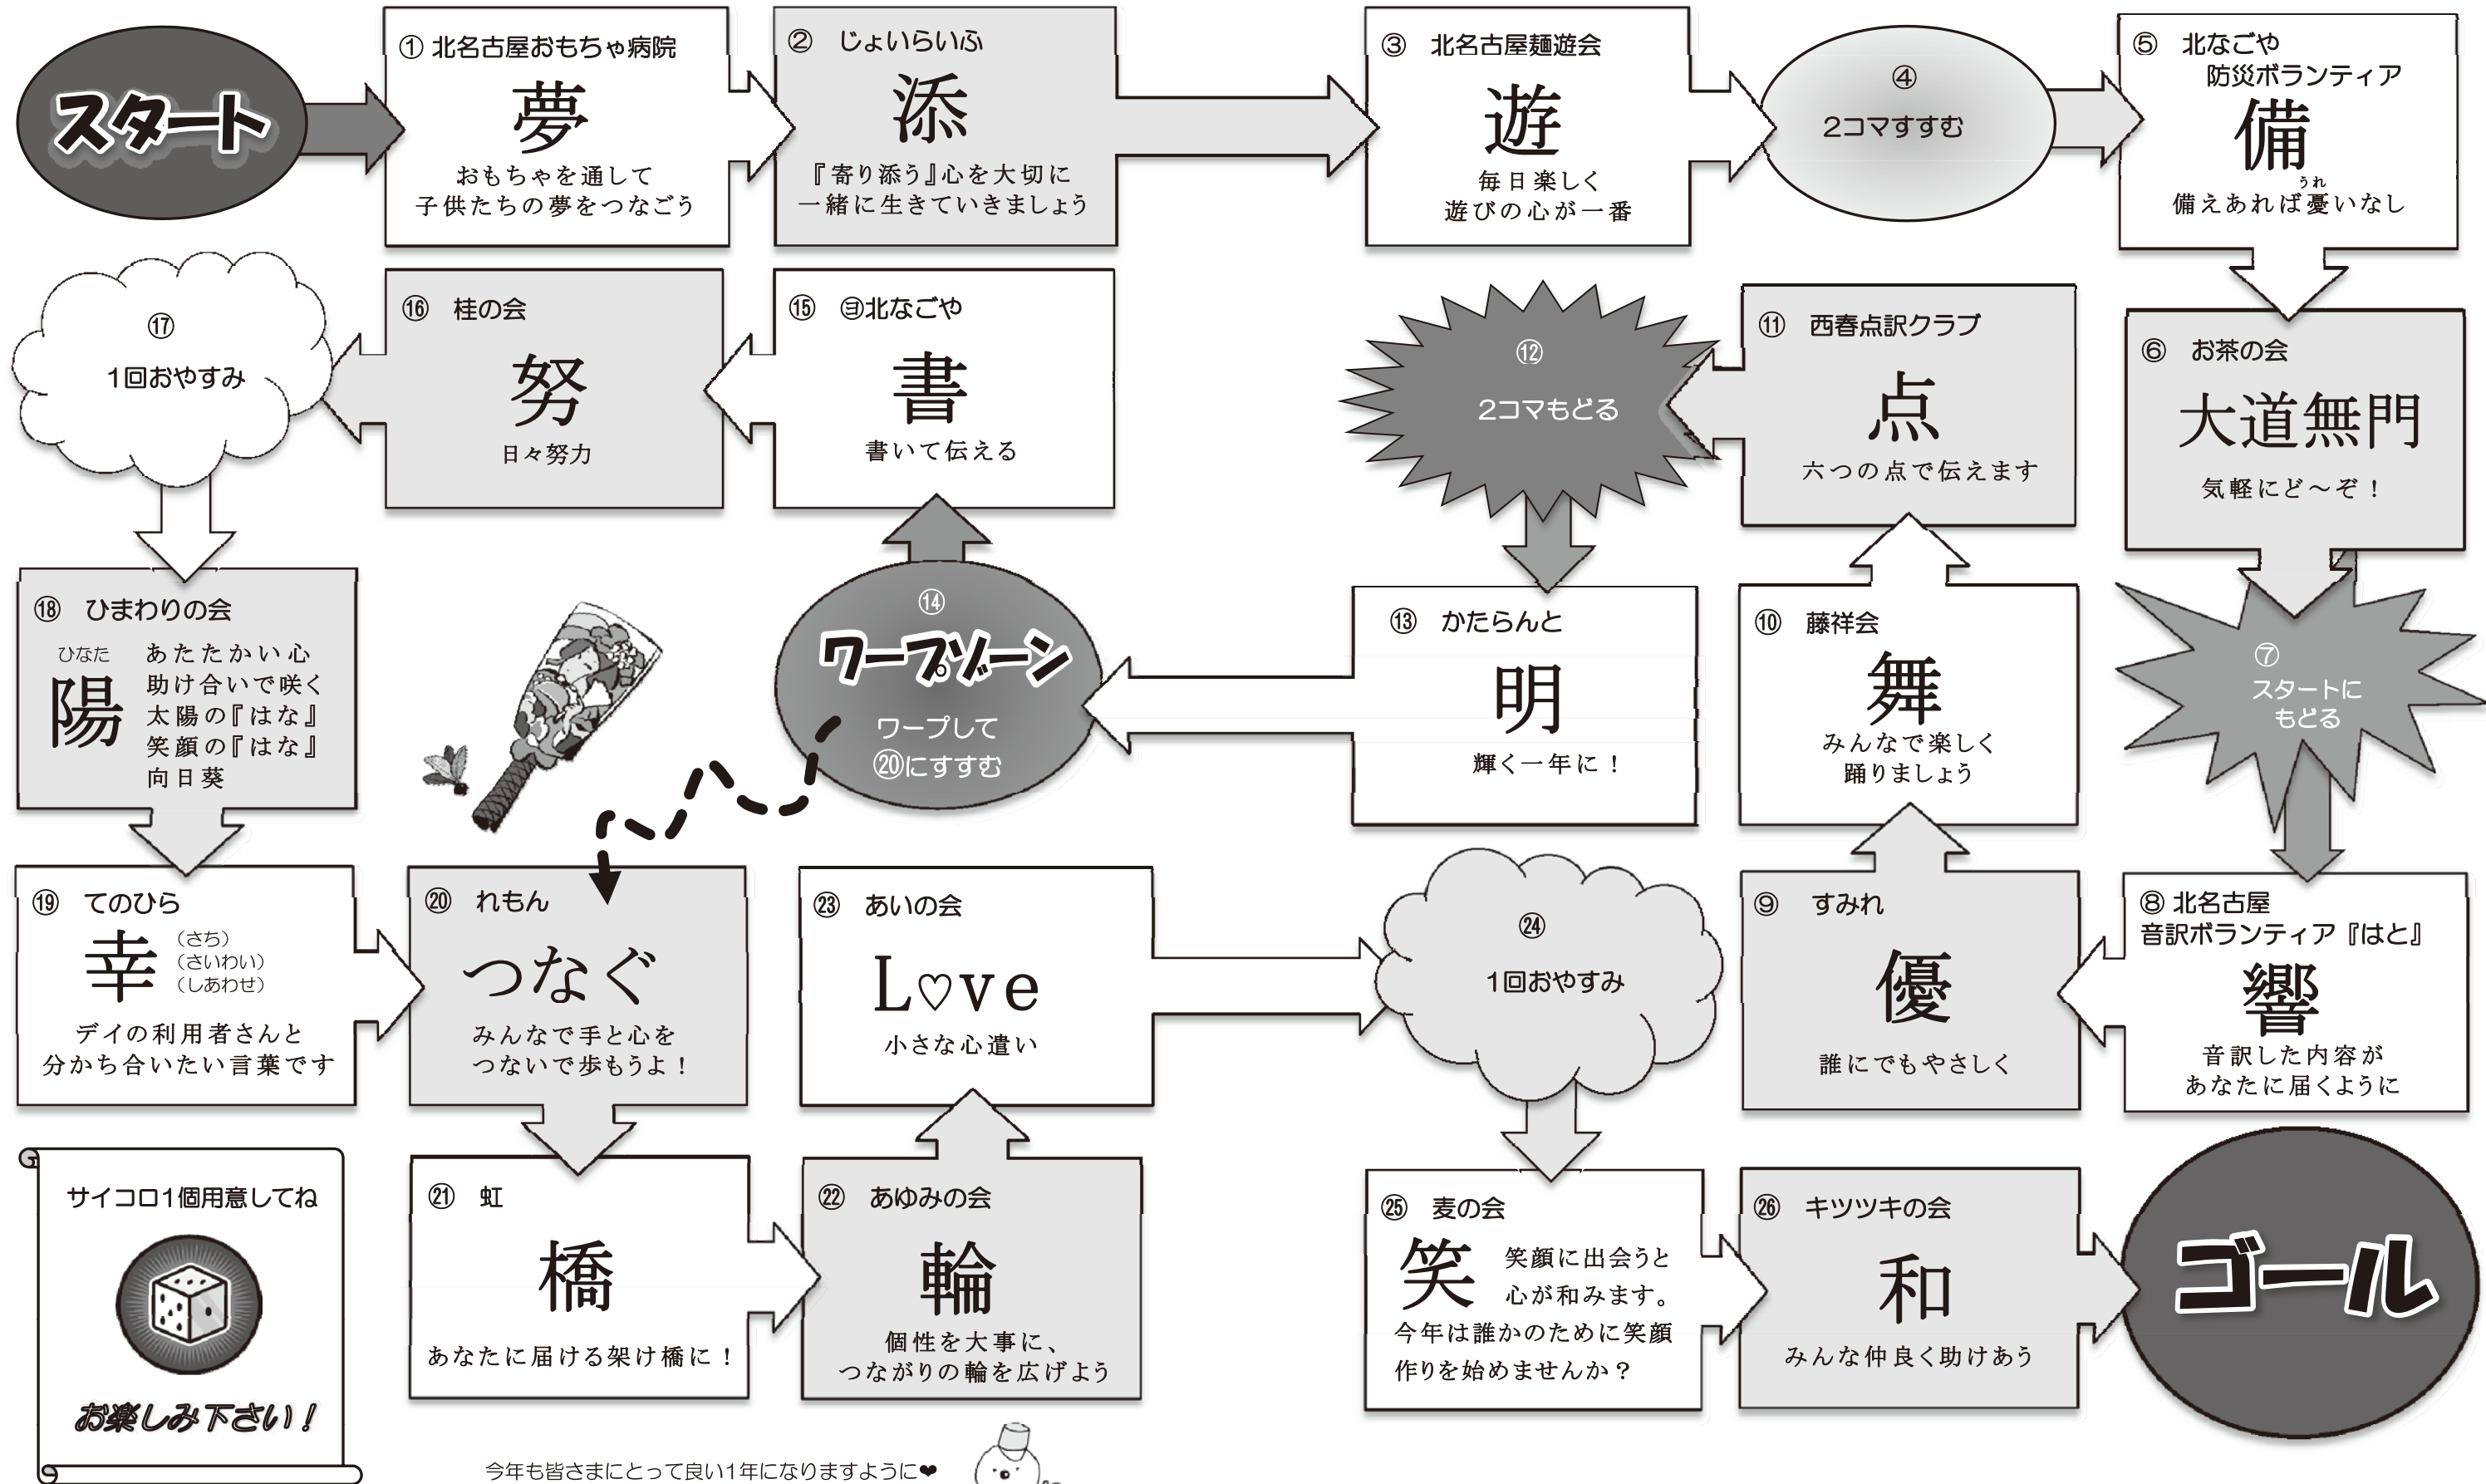 スタート
① 北名古屋おもちゃ病院
夢
おもちゃを通して
子供たちの夢をつなごう
② じょいらいふ
添
『寄り添う』心を大切に
一緒に生きていきましょう
③ 北名古屋麺遊会
遊
毎日楽しく
遊びの心が一番
④
2コマすすむ
⑤ 北なごや
防災ボランティア
備
うれ
備えあれば憂いなし
⑥ お茶の会
大道無門
気軽にど～ぞ！
⑦
スタートに
もどる
⑧ 北名古屋
音訳ボランティア『はと』
響
音訳した内容が
あなたに届くように
⑨ すみれ
優
誰にでもやさしく
⑩ 藤祥会
舞
みんなで楽しく
踊りましょう
⑪ 西春点訳クラブ
点
六つの点で伝えます
⑫
2コマもどる
⑬ かたらんと
明
輝く一年に！
⑭
ワープゾーン
ワープして
⑳にすすむ
⑮ ㋵北なごや
書
書いて伝える
⑯ 桂の会
努
日々努力
⑰
1回おやすみ
⑱ ひまわりの会
ひなた
陽
あたたかい心
助け合いで咲く
太陽の『はな』
笑顔の『はな』
向日葵
⑲ てのひら
幸
（さち）
（さいわい）
（しあわせ）
デイの利用者さんと
分かち合いたい言葉です
⑳ れもん
つなぐ
みんなで手と心を
つないで歩もうよ！
㉑ 虹
橋
あなたに届ける架け橋に！
㉒ あゆみの会
輪
個性を大事に、
つながりの輪を広げよう
㉓ あいの会
L♡ve
小さな心遣い
㉔
1回おやすみ
㉕ 麦の会
笑
笑顔に出会うと
心が和みます。
今年は誰かのために笑顔
作りを始めませんか？
㉖ キツツキの会
和
みんな仲良く助けあう
ゴール
サイコロ1個用意してね
お楽しみ下さい！
今年も皆さまにとって良い1年になりますように❤